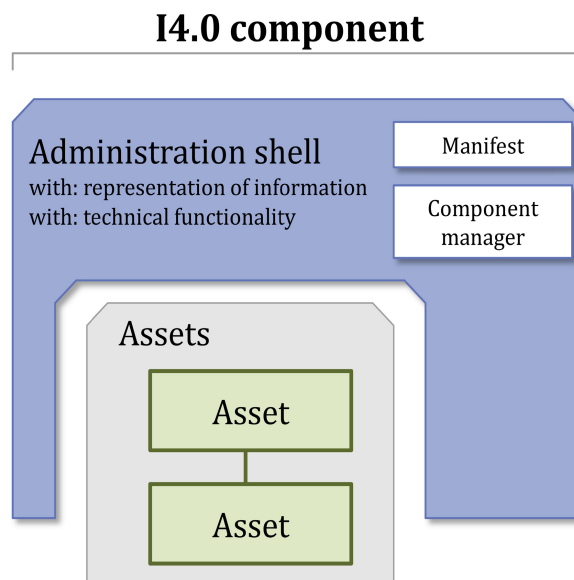 I4.0 component
Administration shell
with: representation of information
with: technical functionality
Manifest
Component
manager
Assets
Asset
Asset